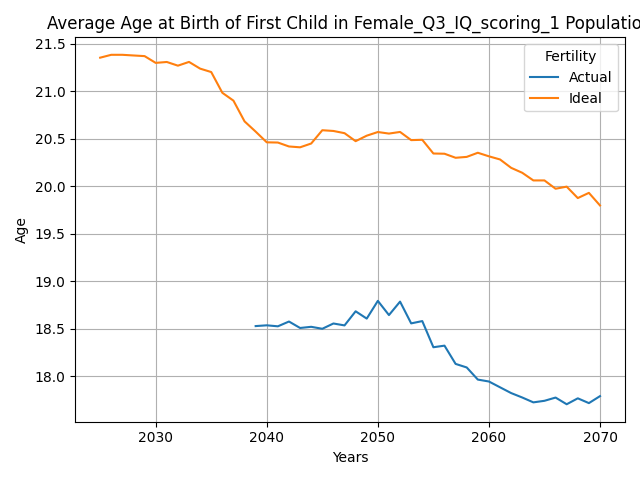 Average Age at Birth of First Child in Female_Q3_IQ_scoring_1 Populatio
Fertility
Actual
Ideal
21.5
21.0
20.5
20.0
19.5
19.0
18.5
18.0
Age
2030 2040 2050 2060 2070
Years